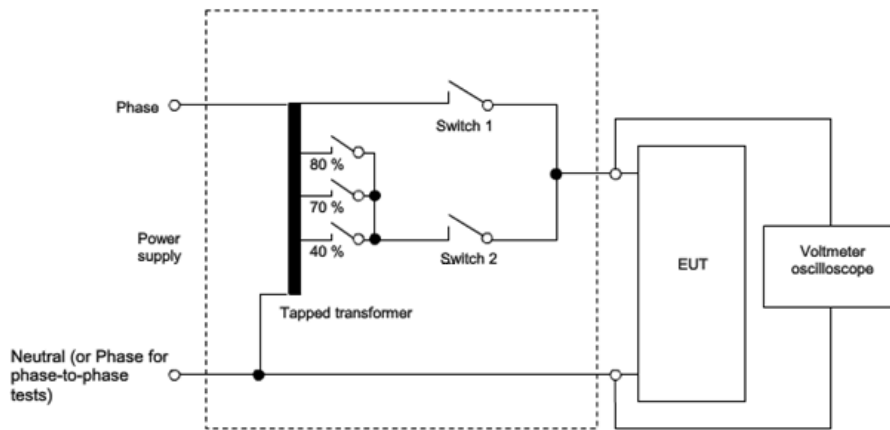 Phase
Switch 1
80 %
70 %
40 %
Power
supply
Switch 2
EUT
Voltmeter
oscilloscope
Tapped transformer
Neutral (or Phase for
phase-to-phase
tests)